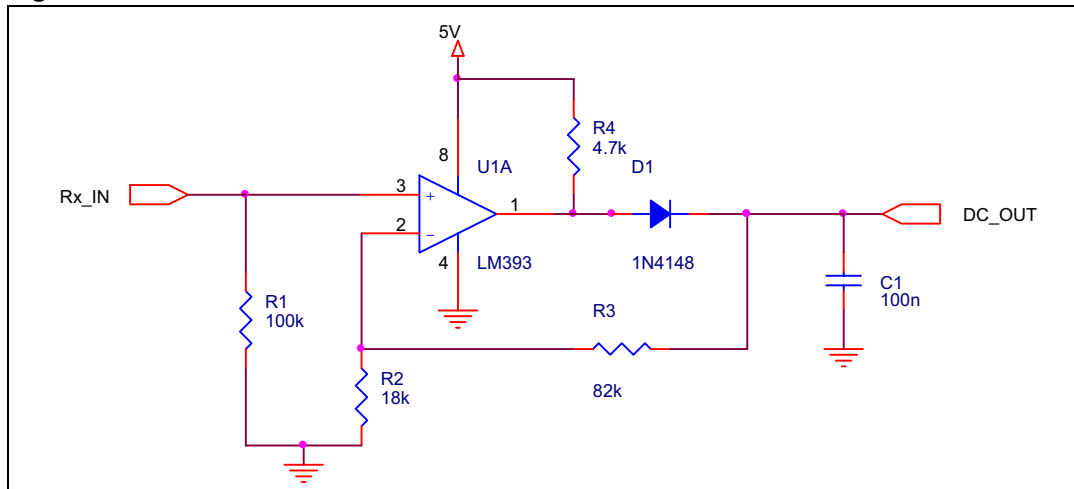 5V
R4
4.7k
D1
8
U1A
Rx_IN
3
+
1
2
−
DC_OUT
4
LM393
1N4148
C1
100n
R1
100k
R3
R2
18k
82k